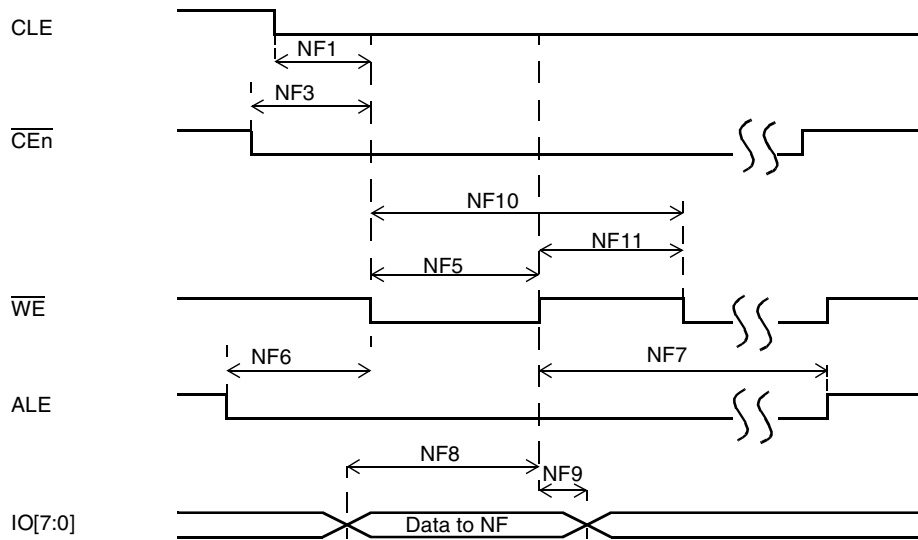 CLE
NF1
NF3
CEn
NF10
NF11
NF5
WE
NF6
NF7
ALE
NF8
NF9
IO[7:0]
Data to NF